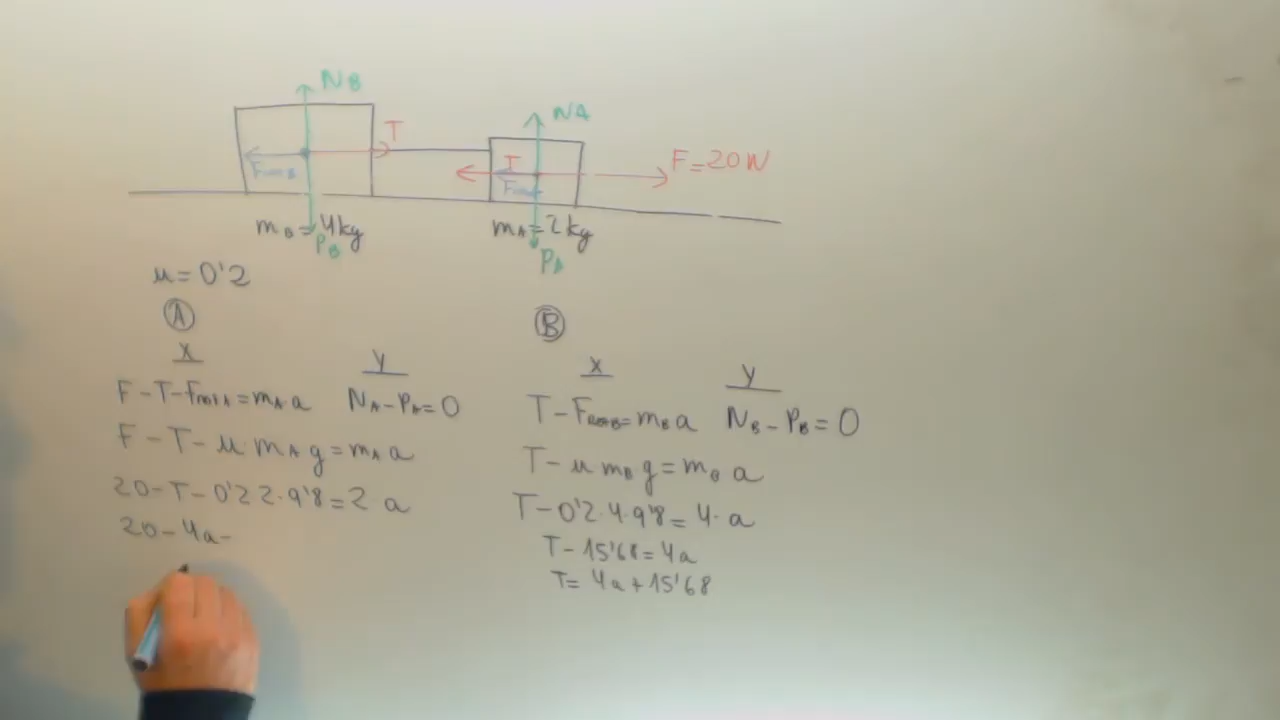 NB
NA
T
F=20N
T
FrozB
mB=4kg
PB
mA=2kg
PA
μ=0'2
A
B
x
y
x
y
F-T-FrozA=mA·a
NA-PA=0
T-FrozB=mB a
NB-PB=0
F-T-μ·mA g=mA a
T-μ mB g=mB a
20-T-0'2 2·9'8=2 a
T-0'2·4·9'8=4·a
20-4a-
T-15'68=4a
T=4a+15'68